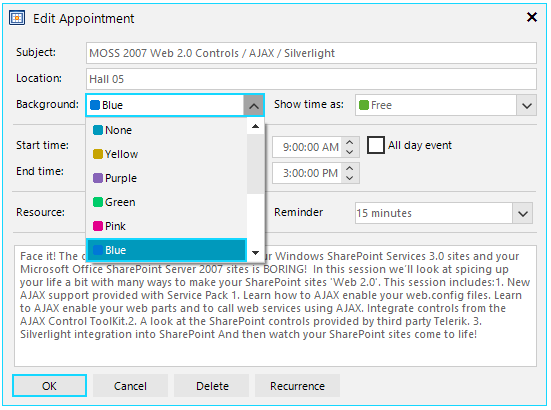 Edit Appointment
Subject: MOSS 2007 Web 2.0 Controls / AJAX / Silverlight
Location: Hall 05
Background: Blue Show time as: Free
None
Start time: 9:00:00 AM All day event
Yellow
End time: 3:00:00 PM
Purple
Green
Resource: Reminder 15 minutes
Pink
Blue
Face it! The d ur Windows SharePoint Services 3.0 sites and your
Microsoft Office SharePoint Server 2007 sites is BORING! In this session we'll look at spicing up
your life a bit with many ways to make your SharePoint sites 'Web 2.0'. This session includes:1. New
AJAX support provided with Service Pack 1. Learn how to AJAX enable your web.config files. Learn
to AJAX enable your web parts and to call web services using AJAX. Integrate controls from the
AJAX Control ToolKit.2. A look at the SharePoint controls provided by third party Telerik. 3.
Silverlight integration into SharePoint And then watch your SharePoint sites come to life!
OK Cancel Delete Recurrence